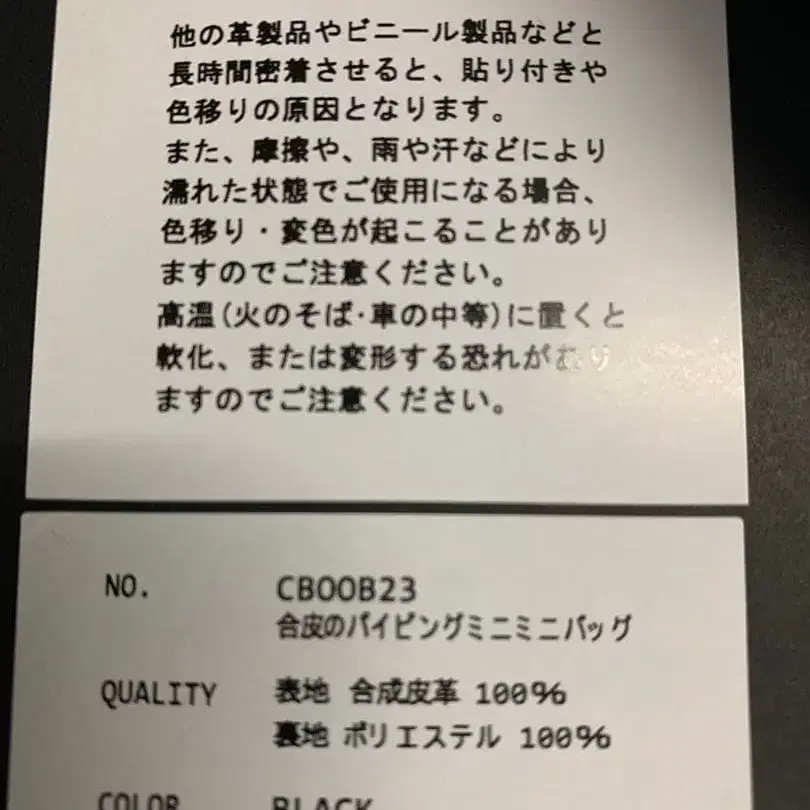 他の革製品やビニール製品などと
長時間密着させると、貼り付きや
色移りの原因となります。
また、摩擦や、雨や汗などにより
濡れた状態でご使用になる場合、
色移り・変色が起こることがあり
ますのでご注意ください。
高温(火のそば・車の中等)に置くと
軟化、または変形する恐れがあり
ますのでご注意ください。
NO. CBOOB23
合皮のパイピングミニミニバッグ
QUALITY 表地 合成皮革 100%
裏地 ポリエステル 100%
COLOR BLACK